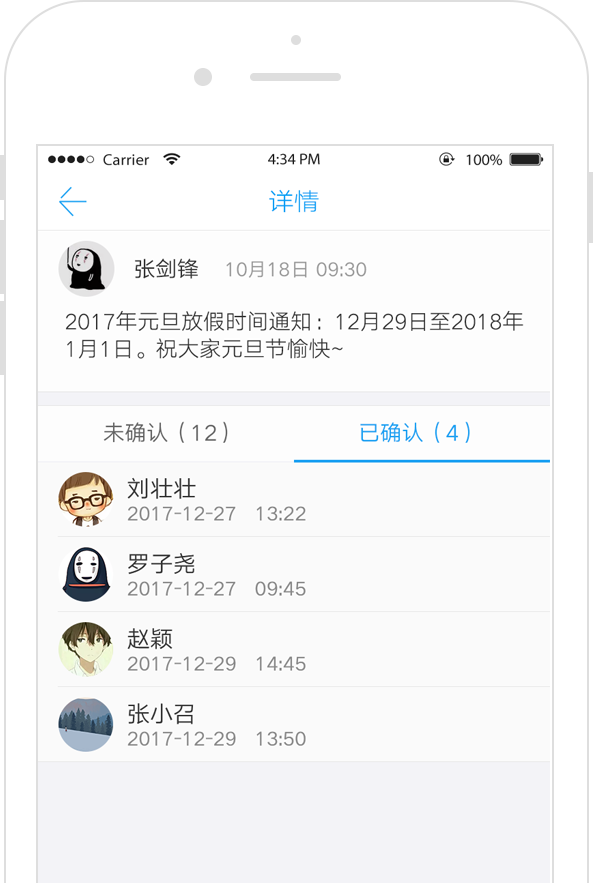 Carrier 4:34 PM 100%
详情
张剑锋 10月18日 09:30
2017年元旦放假时间通知：12月29日至2018年
1月1日。祝大家元旦节愉快~
未确认（12） 已确认（4）
刘壮壮
2017-12-27 13:22
罗子尧
2017-12-27 09:45
赵颖
2017-12-29 14:45
张小召
2017-12-29 13:50